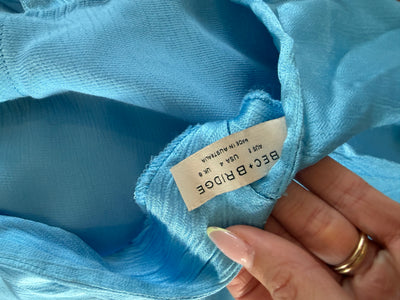 BEC+BRIDGE
AUS 8 USA 4 UK 8
MADE IN AUSTRALIA